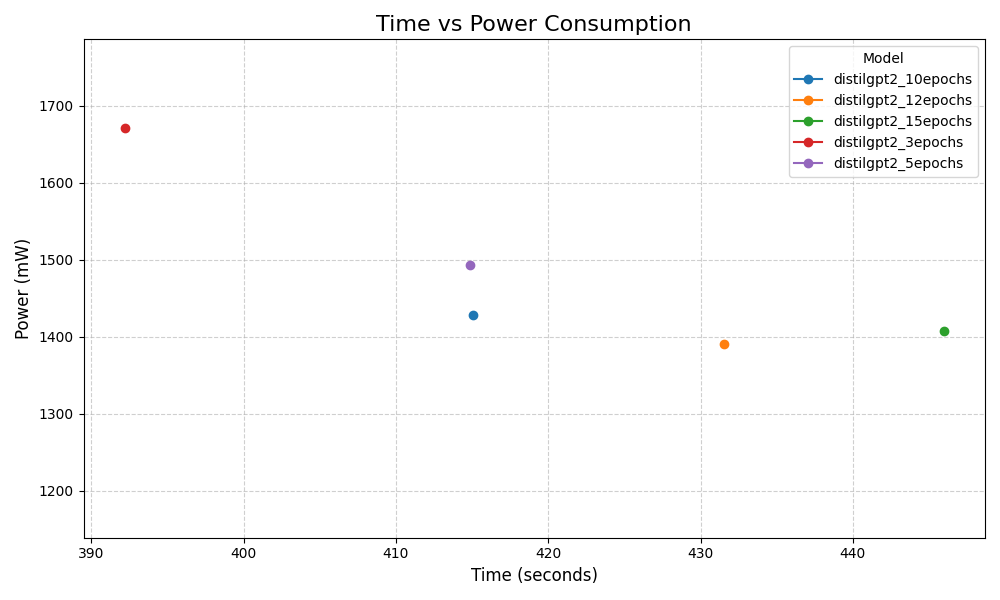 Time vs Power Consumption
Model
distilgpt2_10epochs
distilgpt2_12epochs
distilgpt2_15epochs
distilgpt2_3epochs
distilgpt2_5epochs
Power (mW)
1700
1600
1500
1400
1300
1200
390 400 410 420 430 440
Time (seconds)